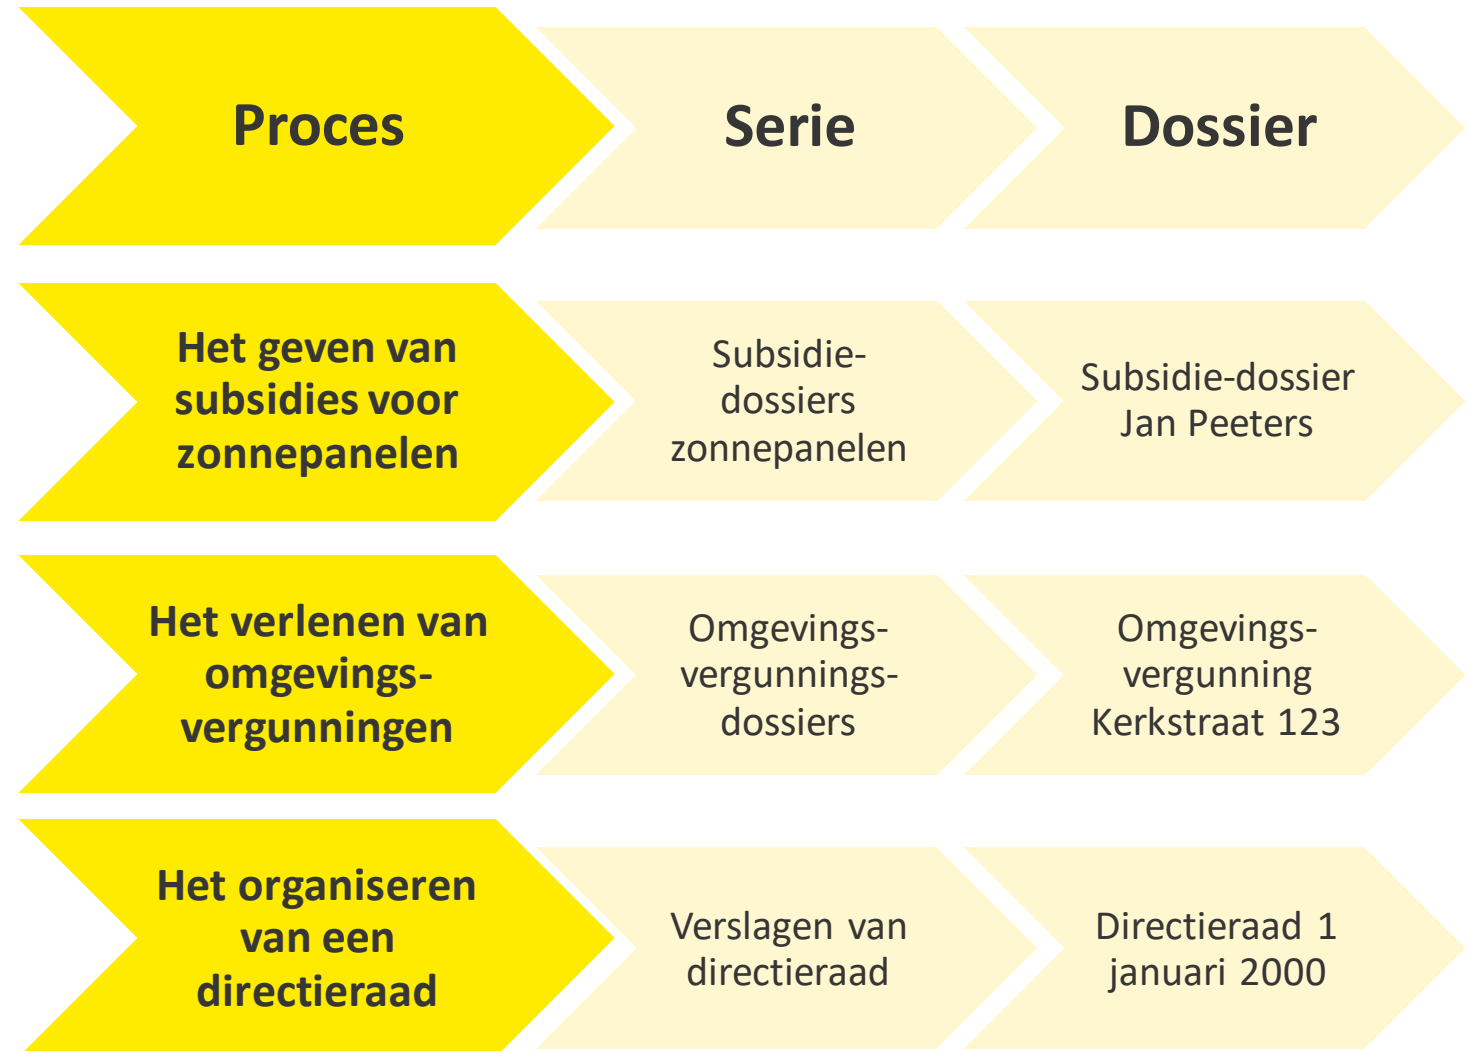 Proces
Serie
Dossier
Het geven van
subsidies voor
zonnepanelen
Subsidie-
dossiers
zonnepanelen
Subsidie-dossier
Jan Peeters
Het verlenen van
omgevings-
vergunningen
Omgevings-
vergunnings-
dossiers
Omgevings-
vergunning
Kerkstraat 123
Het organiseren
van een
directieraad
Verslagen van
directieraad
Directieraad 1
januari 2000